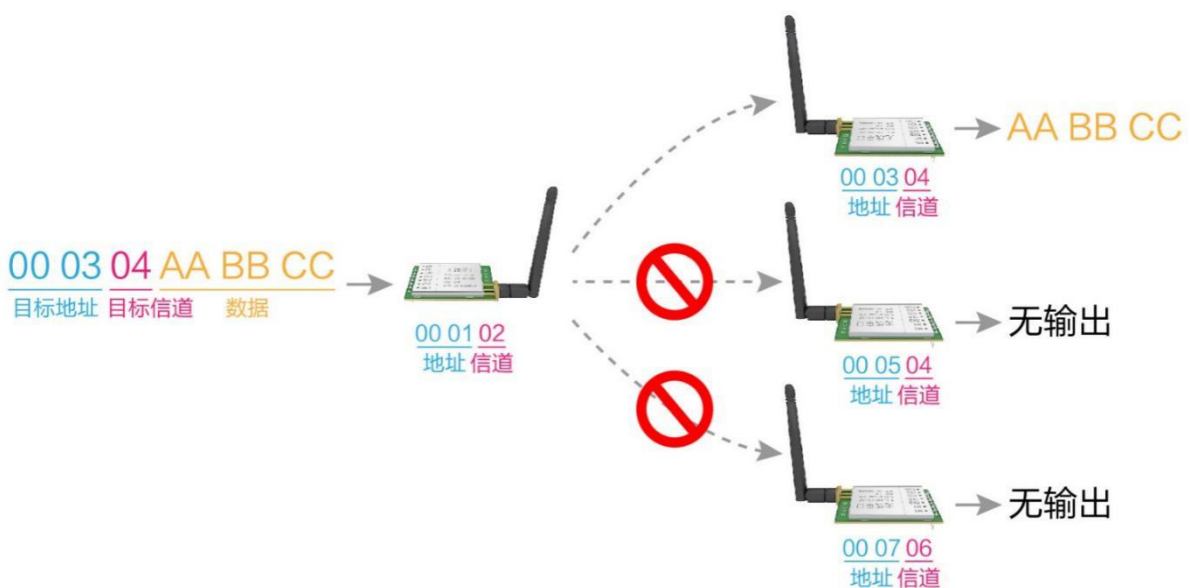 AA BB CC
00 03 04
地址 信道
00 03 04 AA BB CC
目标地址 目标信道 数据
00 01 02
地址 信道
无输出
00 05 04
地址 信道
无输出
00 07 06
地址 信道